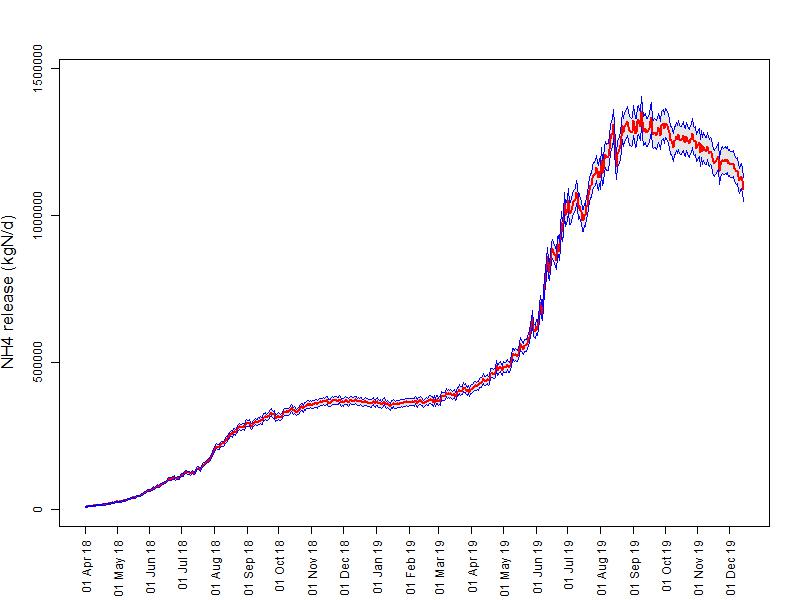 NH4 release (kgN/d)
1500000
1000000
500000
0
01 Apr 18
01 May 18
01 Jun 18
01 Jul 18
01 Aug 18
01 Sep 18
01 Oct 18
01 Nov 18
01 Dec 18
01 Jan 19
01 Feb 19
01 Mar 19
01 Apr 19
01 May 19
01 Jun 19
01 Jul 19
01 Aug 19
01 Sep 19
01 Oct 19
01 Nov 19
01 Dec 19